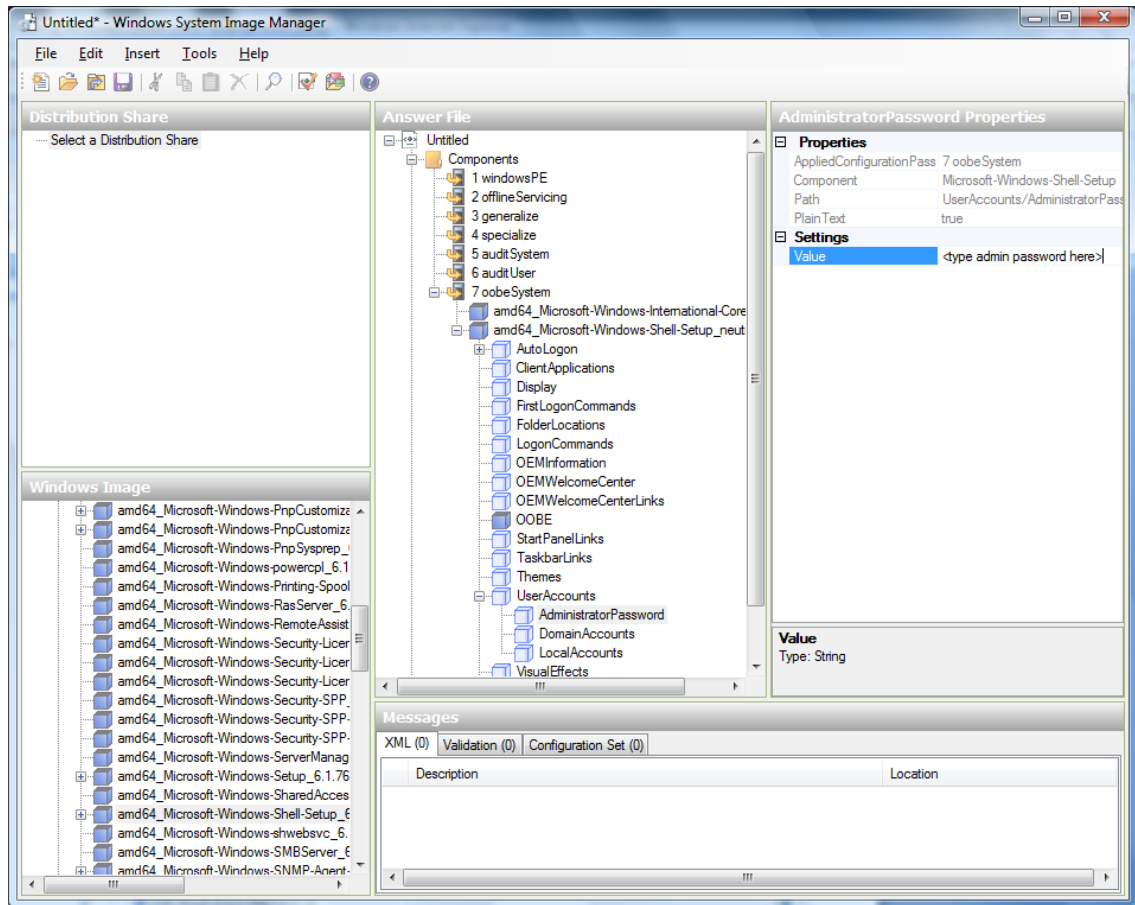 Untitled* - Windows System Image Manager
File Edit Insert Tools Help
Distribution Share
Select a Distribution Share
Windows Image
amd64_Microsoft-Windows-PnpCustomiza
amd64_Microsoft-Windows-PnpCustomiza
amd64_Microsoft-Windows-PnpSysprep_
amd64_Microsoft-Windows-powercpl_6.1
amd64_Microsoft-Windows-Printing-Spool
amd64_Microsoft-Windows-RasServer_6.
amd64_Microsoft-Windows-RemoteAssist
amd64_Microsoft-Windows-Security-Licer
amd64_Microsoft-Windows-Security-Licer
amd64_Microsoft-Windows-Security-Licer
amd64_Microsoft-Windows-Security-SPP_
amd64_Microsoft-Windows-Security-SPP-
amd64_Microsoft-Windows-Security-SPP-
amd64_Microsoft-Windows-ServerManag
amd64_Microsoft-Windows-Setup_6.1.76
amd64_Microsoft-Windows-SharedAcces
amd64_Microsoft-Windows-Shell-Setup_6
amd64_Microsoft-Windows-shwebsvc_6.
amd64_Microsoft-Windows-SMBServer_6
amd64_Microsoft-Windows-SNMP-Agent-
Answer File
Untitled
Components
1 windowsPE
2 offlineServicing
3 generalize
4 specialize
5 auditSystem
6 auditUser
7 oobeSystem
amd64_Microsoft-Windows-International-Core
amd64_Microsoft-Windows-Shell-Setup_neut
AutoLogon
ClientApplications
Display
FirstLogonCommands
FolderLocations
LogonCommands
OEMInformation
OEMWelcomeCenter
OEMWelcomeCenterLinks
OOBE
StartPanelLinks
TaskbarLinks
Themes
UserAccounts
AdministratorPassword
DomainAccounts
LocalAccounts
VisualEffects
AdministratorPassword Properties
Properties
AppliedConfigurationPass 7 oobeSystem
Component Microsoft-Windows-Shell-Setup
Path UserAccounts/AdministratorPass
PlainText true
Settings
Value <type admin password here>
Value
Type: String
Messages
XML (0) Validation (0) Configuration Set (0)
Description Location